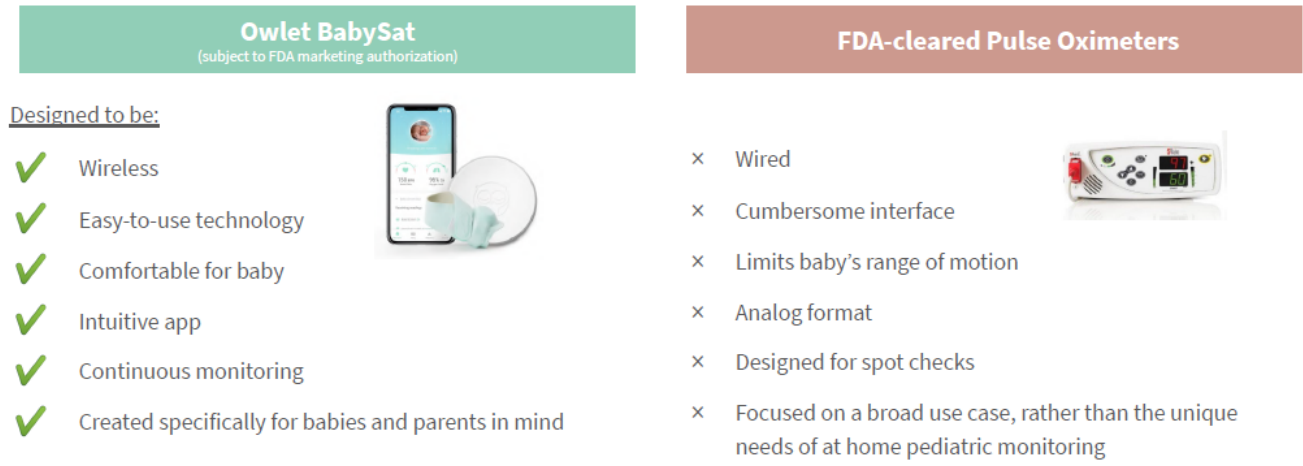 Owlet BabySat
(subject to FDA marketing authorization)
Designed to be:
Wireless
Easy-to-use technology
Comfortable for baby
Intuitive app
Continuous monitoring
Created specifically for babies and parents in mind
FDA-cleared Pulse Oximeters
Wired
Cumbersome interface
Limits baby's range of motion
Analog format
Designed for spot checks
Focused on a broad use case, rather than the unique
needs of at home pediatric monitoring